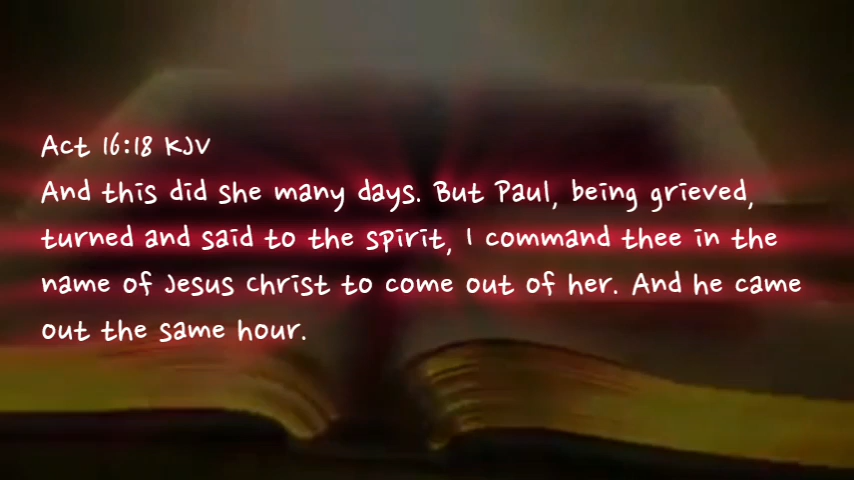 Act 16:18 KJV
And this did she many days. But Paul, being grieved,
turned and said to the spirit, I command thee in the
name of Jesus Christ to come out of her. And he came
out the same hour.